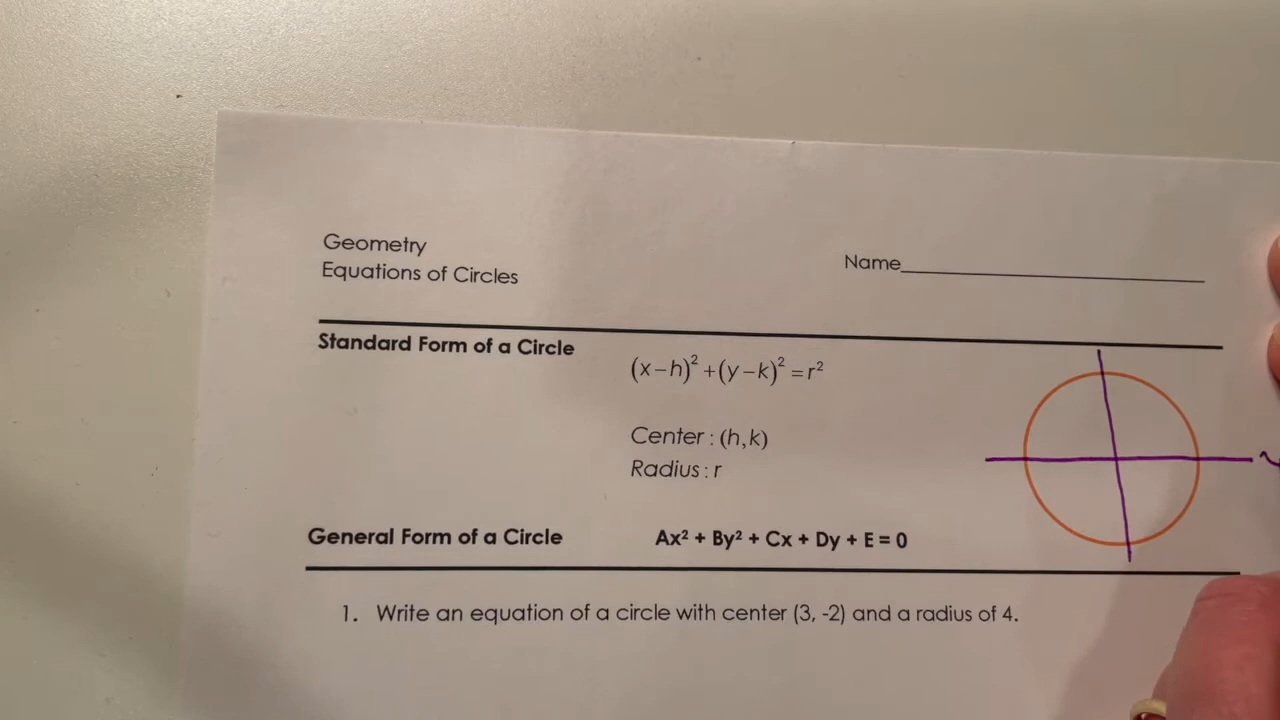 Geometry
Equations of Circles
Name
Standard Form of a Circle
(x-h)² + (y-k)² = r²
Center : (h,k)
Radius : r
General Form of a Circle
Ax² + By² + Cx + Dy + E = 0
1. Write an equation of a circle with center (3, -2) and a radius of 4.